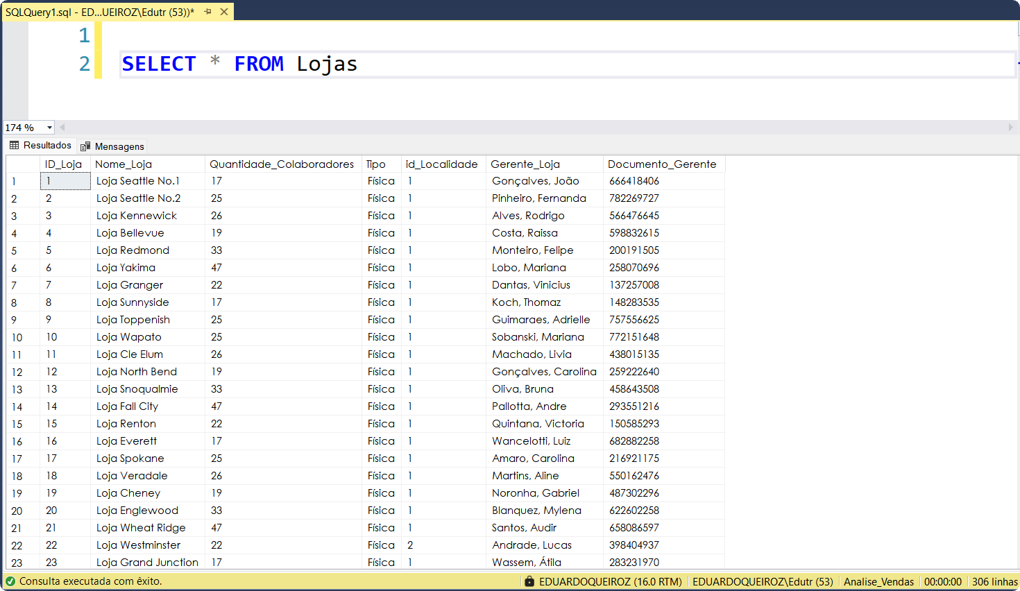 SQLQuery1.sql - ED...UEIROZ\Edutr (53))*
1
2 SELECT * FROM Lojas
174 %
Resultados Mensagens
ID_Loja Nome_Loja Quantidade_Colaboradores Tipo id_Localidade Gerente_Loja Documento_Gerente
1 1 Loja Seattle No.1 17 Física 1 Gonçalves, João 666418406
2 2 Loja Seattle No.2 25 Física 1 Pinheiro, Fernanda 782269727
3 3 Loja Kennewick 26 Física 1 Alves, Rodrigo 566476645
4 4 Loja Bellevue 19 Física 1 Costa, Raissa 598832615
5 5 Loja Redmond 33 Física 1 Monteiro, Felipe 200191505
6 6 Loja Yakima 47 Física 1 Lobo, Mariana 258070696
7 7 Loja Granger 22 Física 1 Dantas, Vinicius 137257008
8 8 Loja Sunnyside 17 Física 1 Koch, Thomaz 148283535
9 9 Loja Toppenish 25 Física 1 Guimaraes, Adrielle 757556625
10 10 Loja Wapato 25 Física 1 Sobanski, Mariana 772151648
11 11 Loja Cle Elum 26 Física 1 Machado, Livia 438015135
12 12 Loja North Bend 19 Física 1 Gonçalves, Carolina 259222640
13 13 Loja Snoqualmie 33 Física 1 Oliva, Bruna 458643508
14 14 Loja Fall City 47 Física 1 Pallotta, Andre 293551216
15 15 Loja Renton 22 Física 1 Quintana, Victoria 150585293
16 16 Loja Everett 17 Física 1 Wancelotti, Luiz 682882258
17 17 Loja Spokane 25 Física 1 Amaro, Carolina 216921175
18 18 Loja Veradale 26 Física 1 Martins, Aline 550162476
19 19 Loja Cheney 19 Física 1 Noronha, Gabriel 487302296
20 20 Loja Englewood 33 Física 1 Blanquez, Mylena 622602258
21 21 Loja Wheat Ridge 47 Física 1 Santos, Audir 658086597
22 22 Loja Westminster 22 Física 2 Andrade, Lucas 398404937
23 23 Loja Grand Junction 17 Física 1 Wassem, Átila 283231970
Consulta executada com êxito. EDUARDOQUEIROZ (16.0 RTM) EDUARDOQUEIROZ\Edutr (53) Analise_Vendas 00:00:00 306 linhas